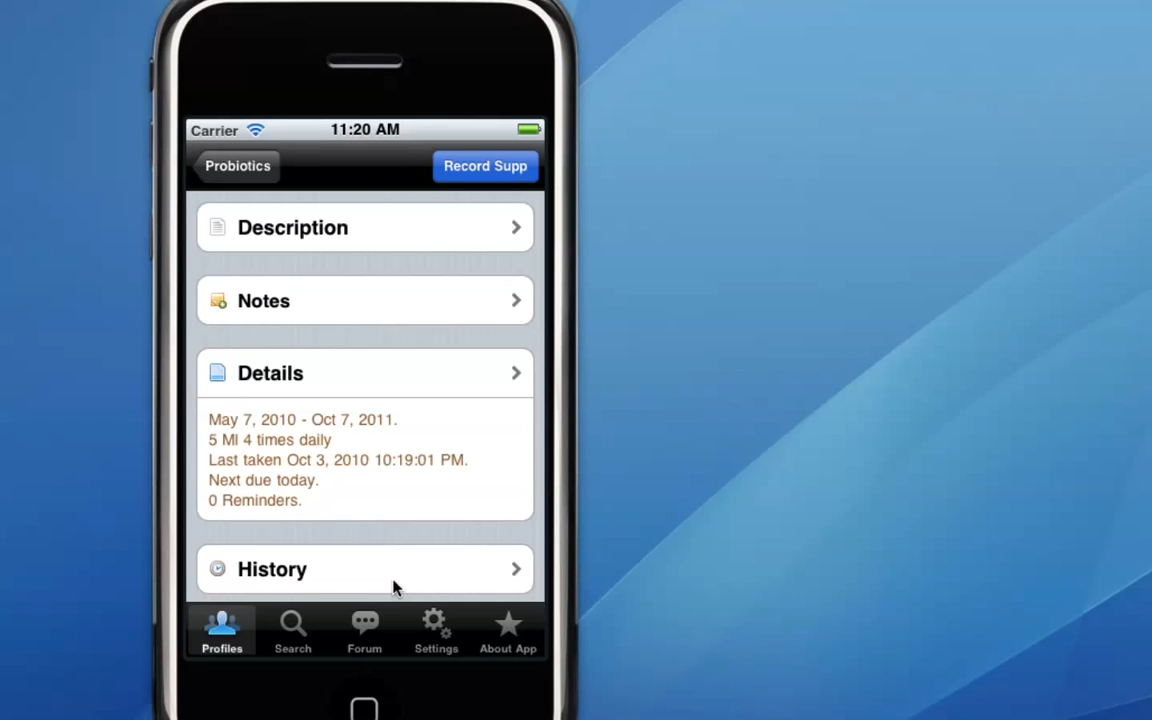 Carrier 11:20 AM
Probiotics Record Supp
Description
Notes
Details
May 7, 2010 - Oct 7, 2011.
5 Ml 4 times daily
Last taken Oct 3, 2010 10:19:01 PM.
Next due today.
0 Reminders.
History
Profiles Search Forum Settings About App